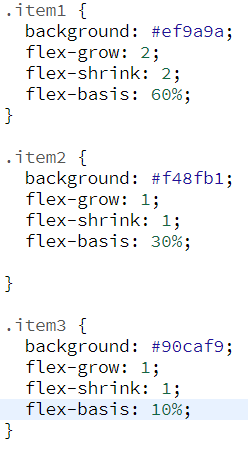 .item1 {
  background: #ef9a9a;
  flex-grow: 2;
  flex-shrink: 2;
  flex-basis: 60%;
}

.item2 {
  background: #f48fb1;
  flex-grow: 1;
  flex-shrink: 1;
  flex-basis: 30%;

}

.item3 {
  background: #90caf9;
  flex-grow: 1;
  flex-shrink: 1;
  flex-basis: 10%;
}